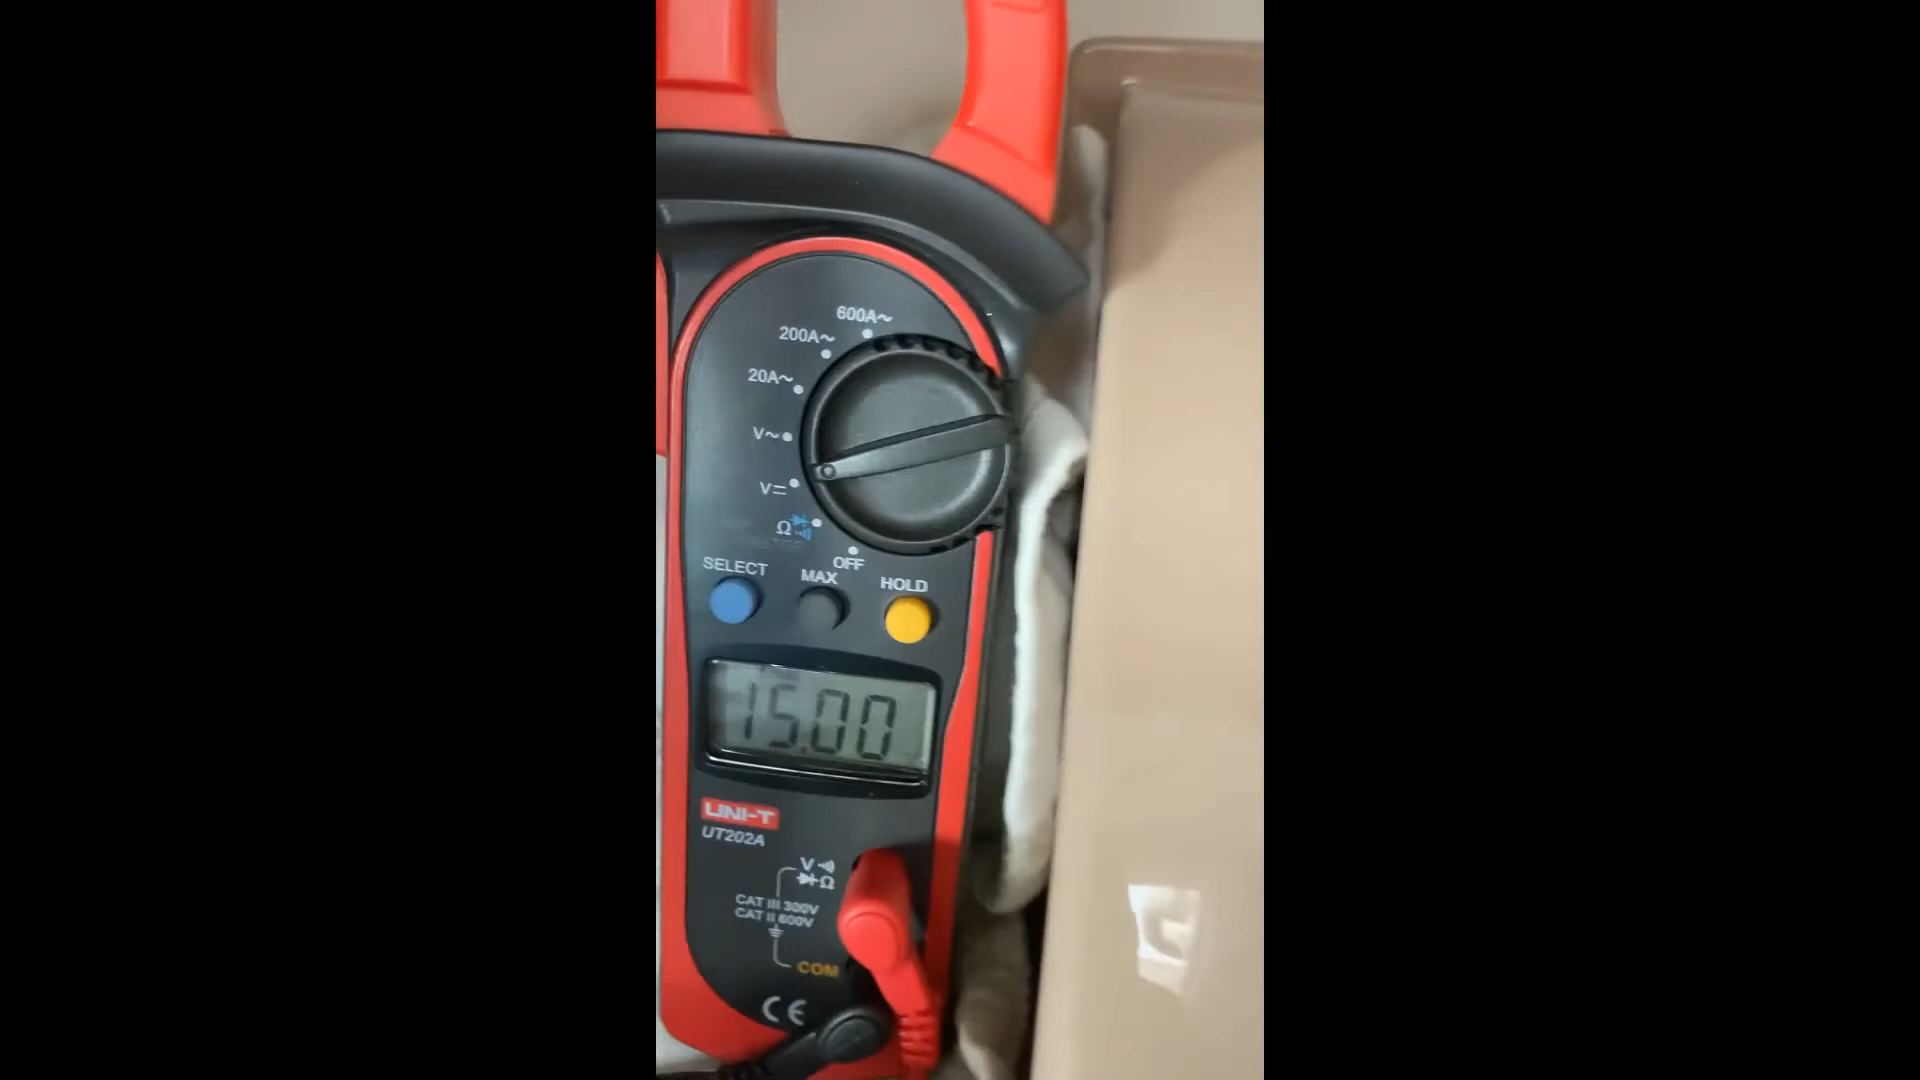 600A~
200A~
20A~
V~
V⎓
Ω
OFF
SELECT
MAX
HOLD
15.00
UNI-T
UT202A
V
Ω
CAT III 300V
CAT II 600V
COM
CE